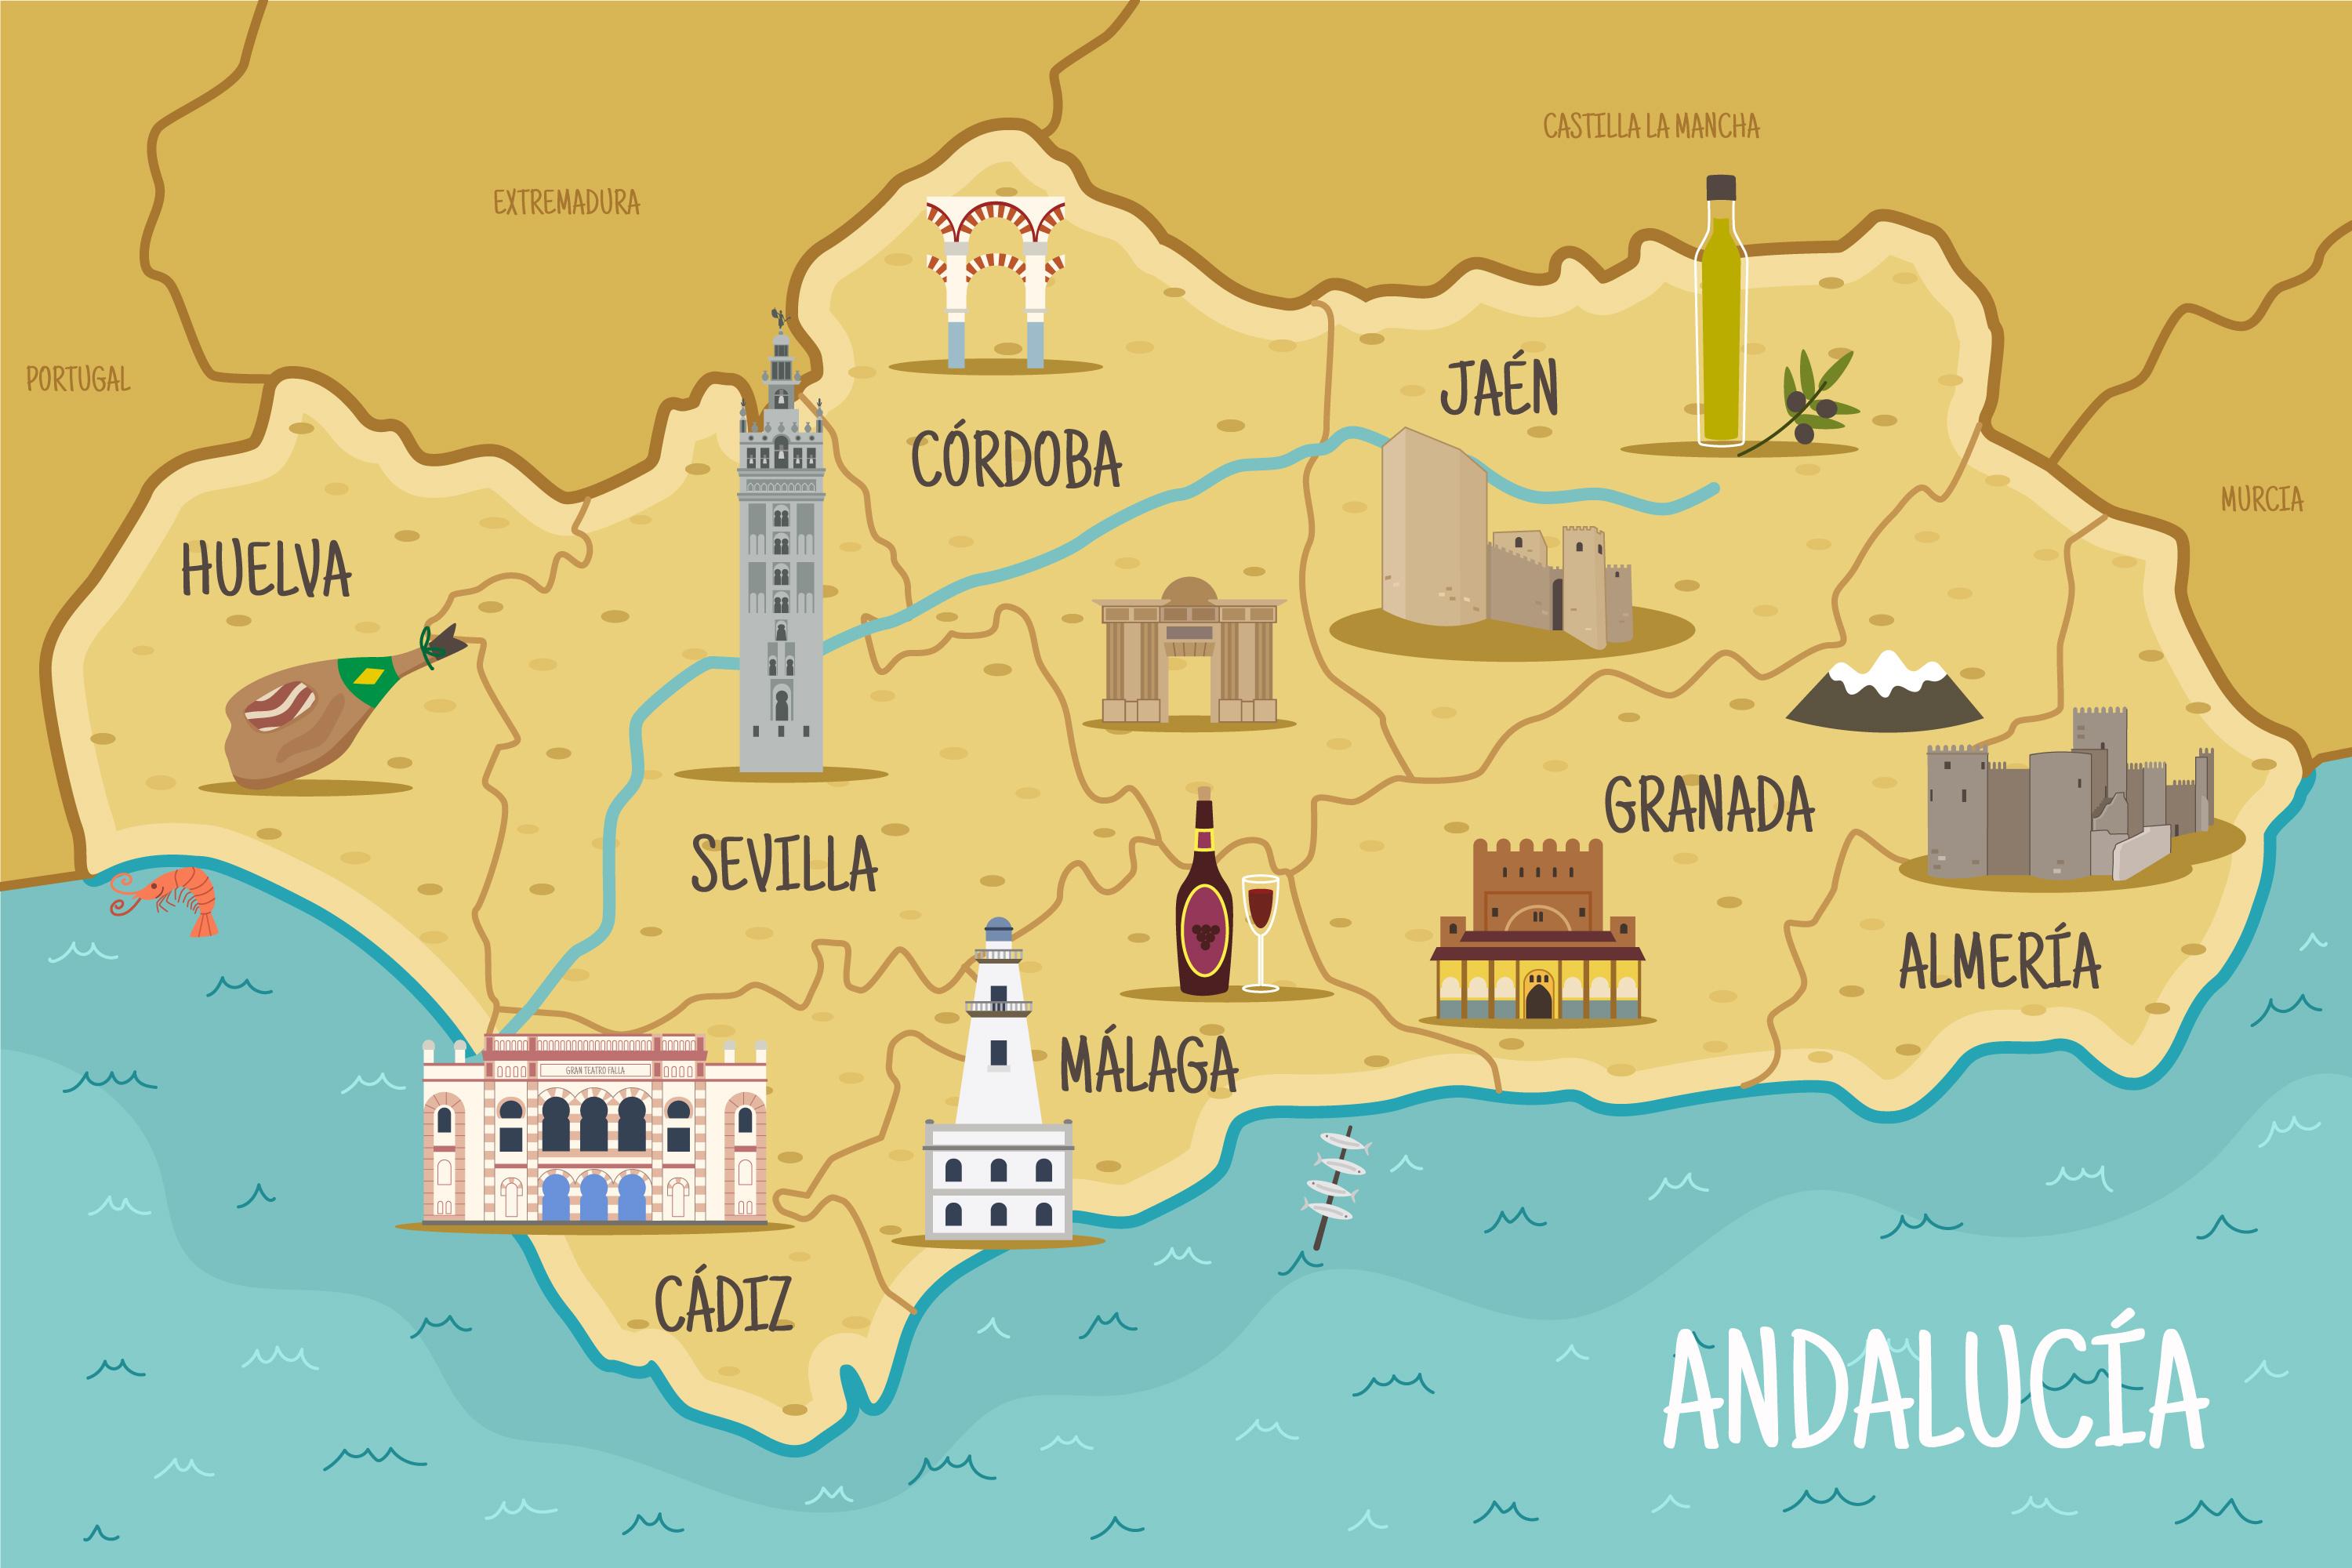 CASTILLA LA MANCHA
EXTREMADURA
PORTUGAL
JAÉN
CÓRDOBA
MURCIA
HUELVA
GRANADA
SEVILLA
ALMERÍA
MÁLAGA
GRAN TEATRO FALLA
CÁDIZ
ANDALUCÍA